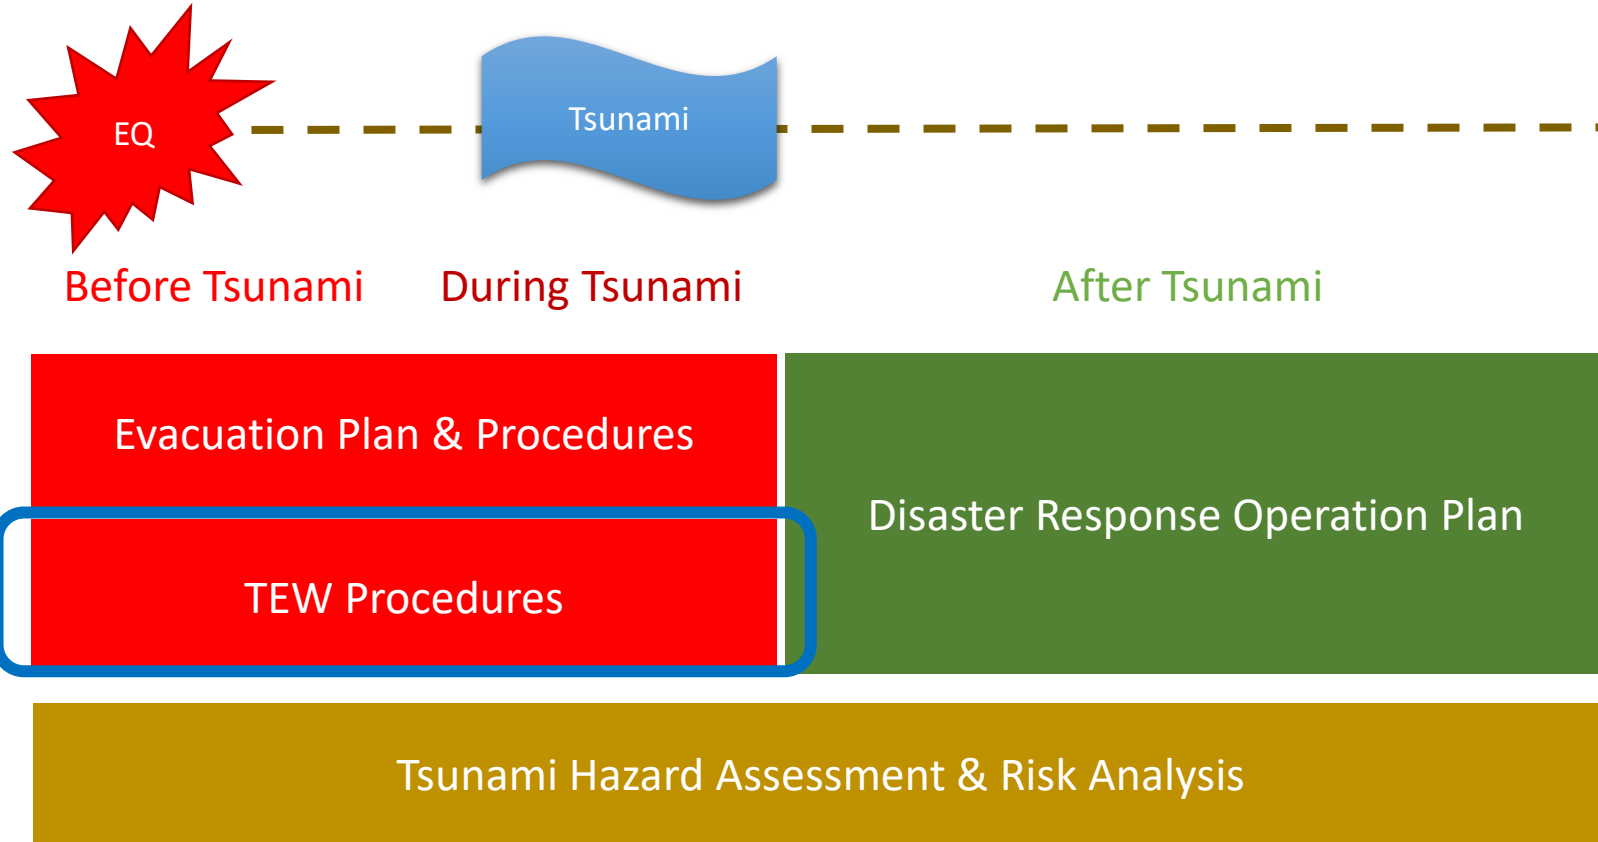 EQ
Tsunami
Before Tsunami
During Tsunami
After Tsunami
Evacuation Plan & Procedures
Disaster Response Operation Plan
TEW Procedures
Tsunami Hazard Assessment & Risk Analysis